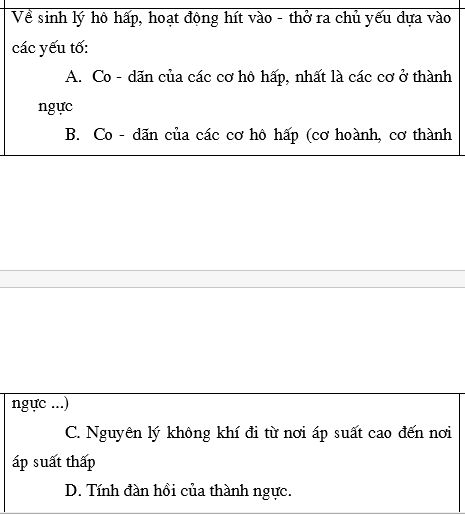 Về sinh lý hô hấp, hoạt động hít vào - thở ra chủ yếu dựa vào
các yếu tố:
A. Co - dãn của các cơ hô hấp, nhất là các cơ ở thành
ngực
B. Co - dãn của các cơ hô hấp (cơ hoành, cơ thành
ngực ...)
C. Nguyên lý không khí đi từ nơi áp suất cao đến nơi
áp suất thấp
D. Tính đàn hồi của thành ngực.